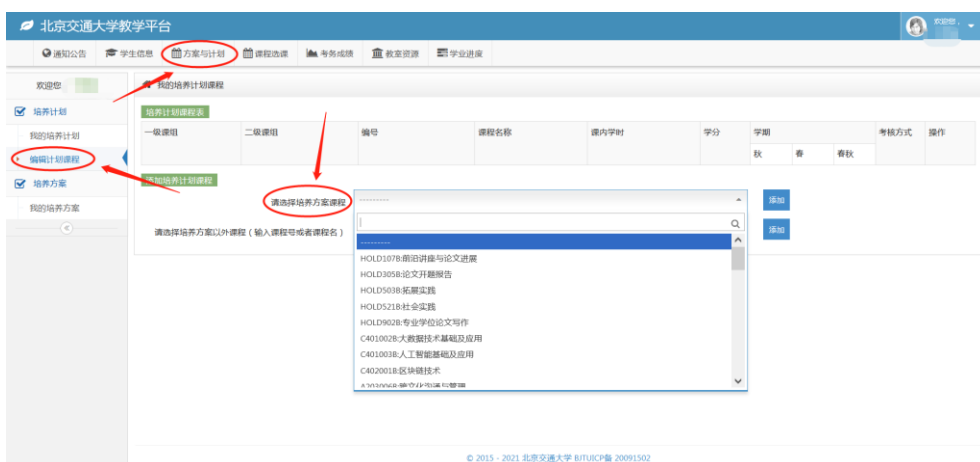 北京交通大学教学平台
欢迎您，
通知公告 学生信息 方案与计划 课程选课 考务成绩 教室资源 学业进度
欢迎您
我的培养计划课程
培养计划
培养计划课程表
我的培养计划
一级课组 二级课组 编号 课程名称 课内学时 学分 学期 考核方式 操作
秋 春 春秋
编辑计划课程
培养方案
添加培养计划课程
我的培养方案
请选择培养方案课程 --------- 添加
请选择培养方案以外课程（输入课程号或者课程名） 添加
---------
HOLD107B:前沿讲座与论文进展
HOLD305B:论文开题报告
HOLD503B:拓展实践
HOLD521B:社会实践
HOLD902B:专业学位论文写作
C401002B:大数据技术基础及应用
C401003B:人工智能基础及应用
C402001B:区块链技术
A203006B:跨文化沟通与管理
© 2015 - 2021 北京交通大学 BJTUICP备 20091502